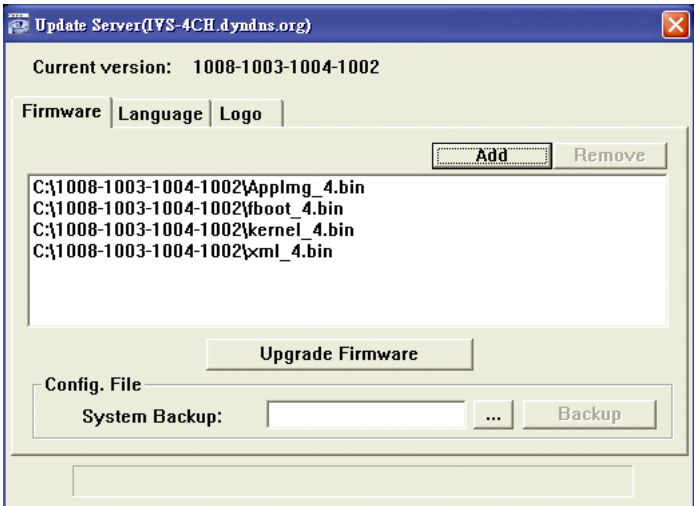 Update Server(IVS-4CH.dyndns.org)
Current version: 1008-1003-1004-1002
Firmware Language Logo
Add Remove
C:\1008-1003-1004-1002\AppImg_4.bin
C:\1008-1003-1004-1002\fboot_4.bin
C:\1008-1003-1004-1002\kernel_4.bin
C:\1008-1003-1004-1002\xml_4.bin
Upgrade Firmware
Config. File
System Backup: ... Backup